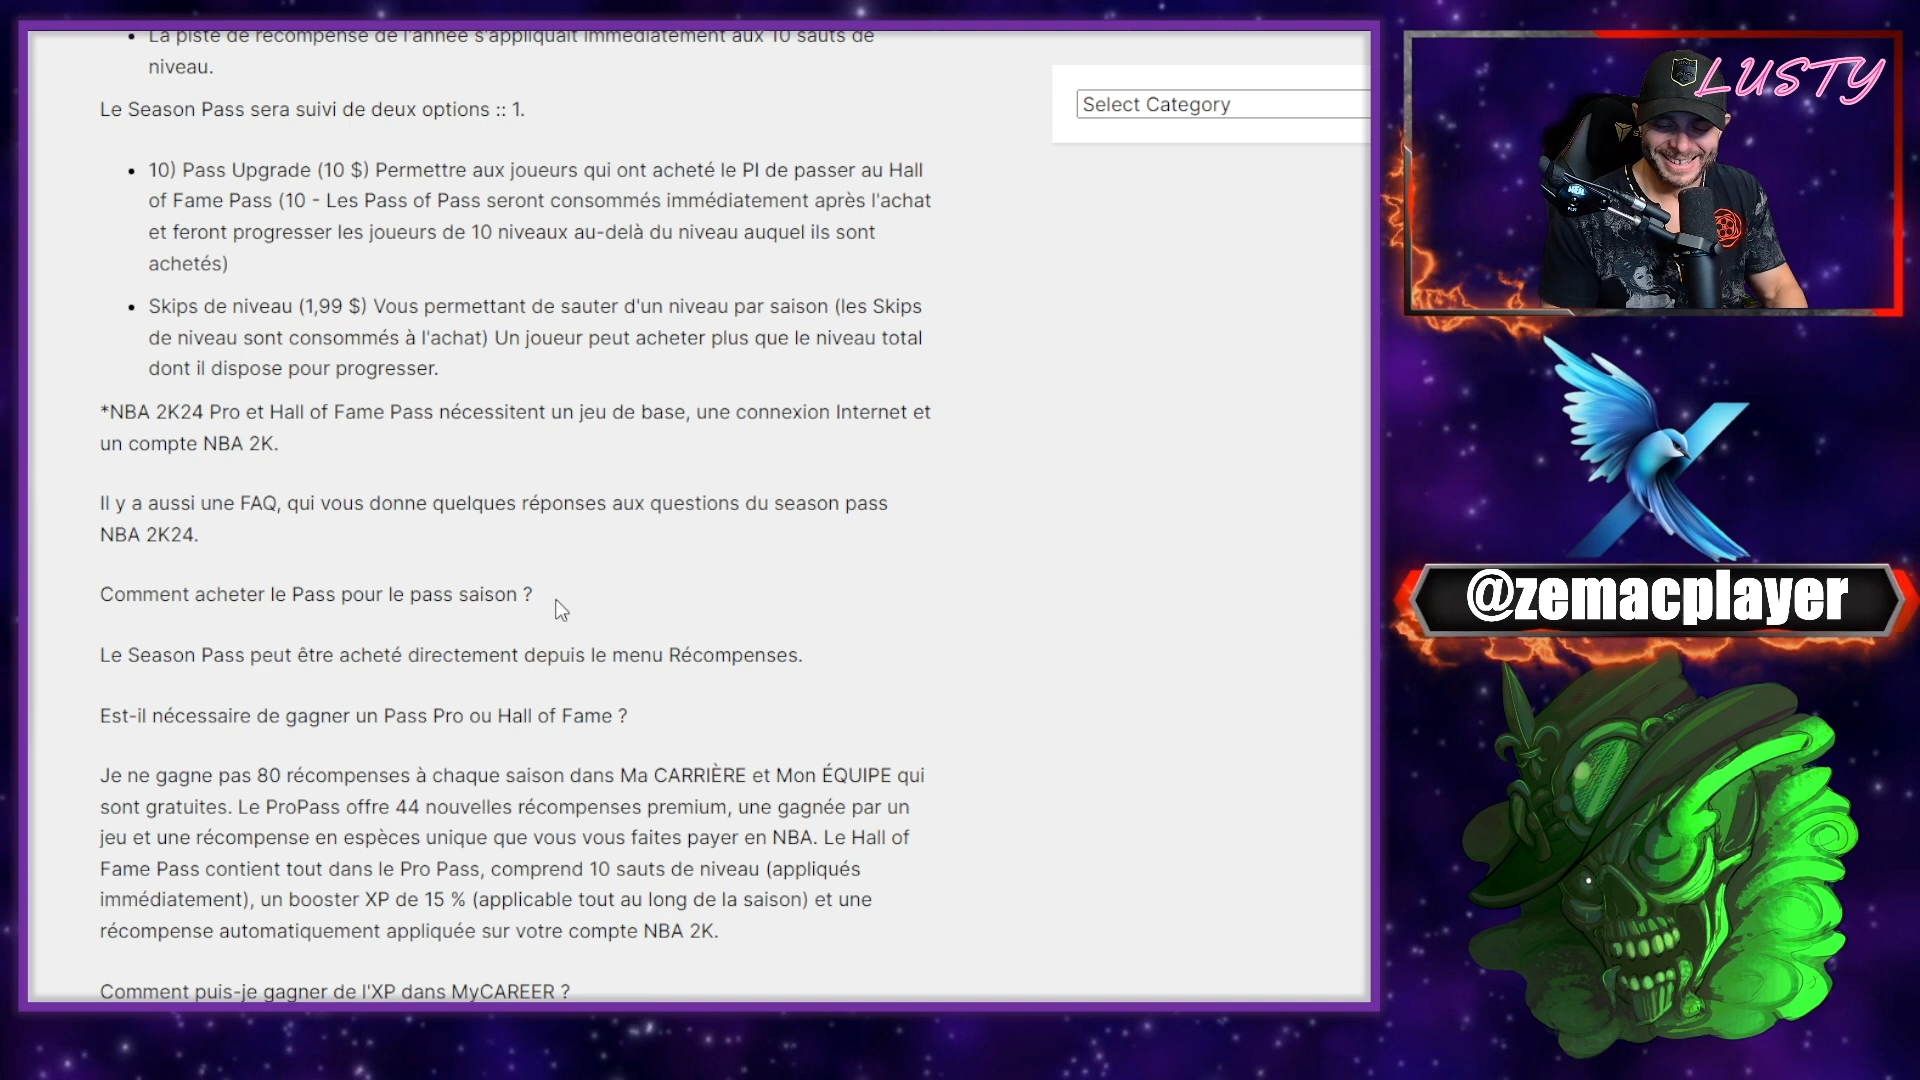 La piste de récompense de l'année s'appliquait immédiatement aux 10 sauts de
niveau.
Le Season Pass sera suivi de deux options :: 1.
10) Pass Upgrade (10 $) Permettre aux joueurs qui ont acheté le PI de passer au Hall
of Fame Pass (10 - Les Pass of Pass seront consommés immédiatement après l'achat
et feront progresser les joueurs de 10 niveaux au-delà du niveau auquel ils sont
achetés)
Skips de niveau (1,99 $) Vous permettant de sauter d'un niveau par saison (les Skips
de niveau sont consommés à l'achat) Un joueur peut acheter plus que le niveau total
dont il dispose pour progresser.
*NBA 2K24 Pro et Hall of Fame Pass nécessitent un jeu de base, une connexion Internet et
un compte NBA 2K.
Il y a aussi une FAQ, qui vous donne quelques réponses aux questions du season pass
NBA 2K24.
Comment acheter le Pass pour le pass saison ?
Le Season Pass peut être acheté directement depuis le menu Récompenses.
Est-il nécessaire de gagner un Pass Pro ou Hall of Fame ?
Je ne gagne pas 80 récompenses à chaque saison dans Ma CARRIÈRE et Mon ÉQUIPE qui
sont gratuites. Le ProPass offre 44 nouvelles récompenses premium, une gagnée par un
jeu et une récompense en espèces unique que vous vous faites payer en NBA. Le Hall of
Fame Pass contient tout dans le Pro Pass, comprend 10 sauts de niveau (appliqués
immédiatement), un booster XP de 15 % (applicable tout au long de la saison) et une
récompense automatiquement appliquée sur votre compte NBA 2K.
Comment puis-je gagner de l'XP dans MyCAREER ?
Select Category
LUSTY
@zemacplayer